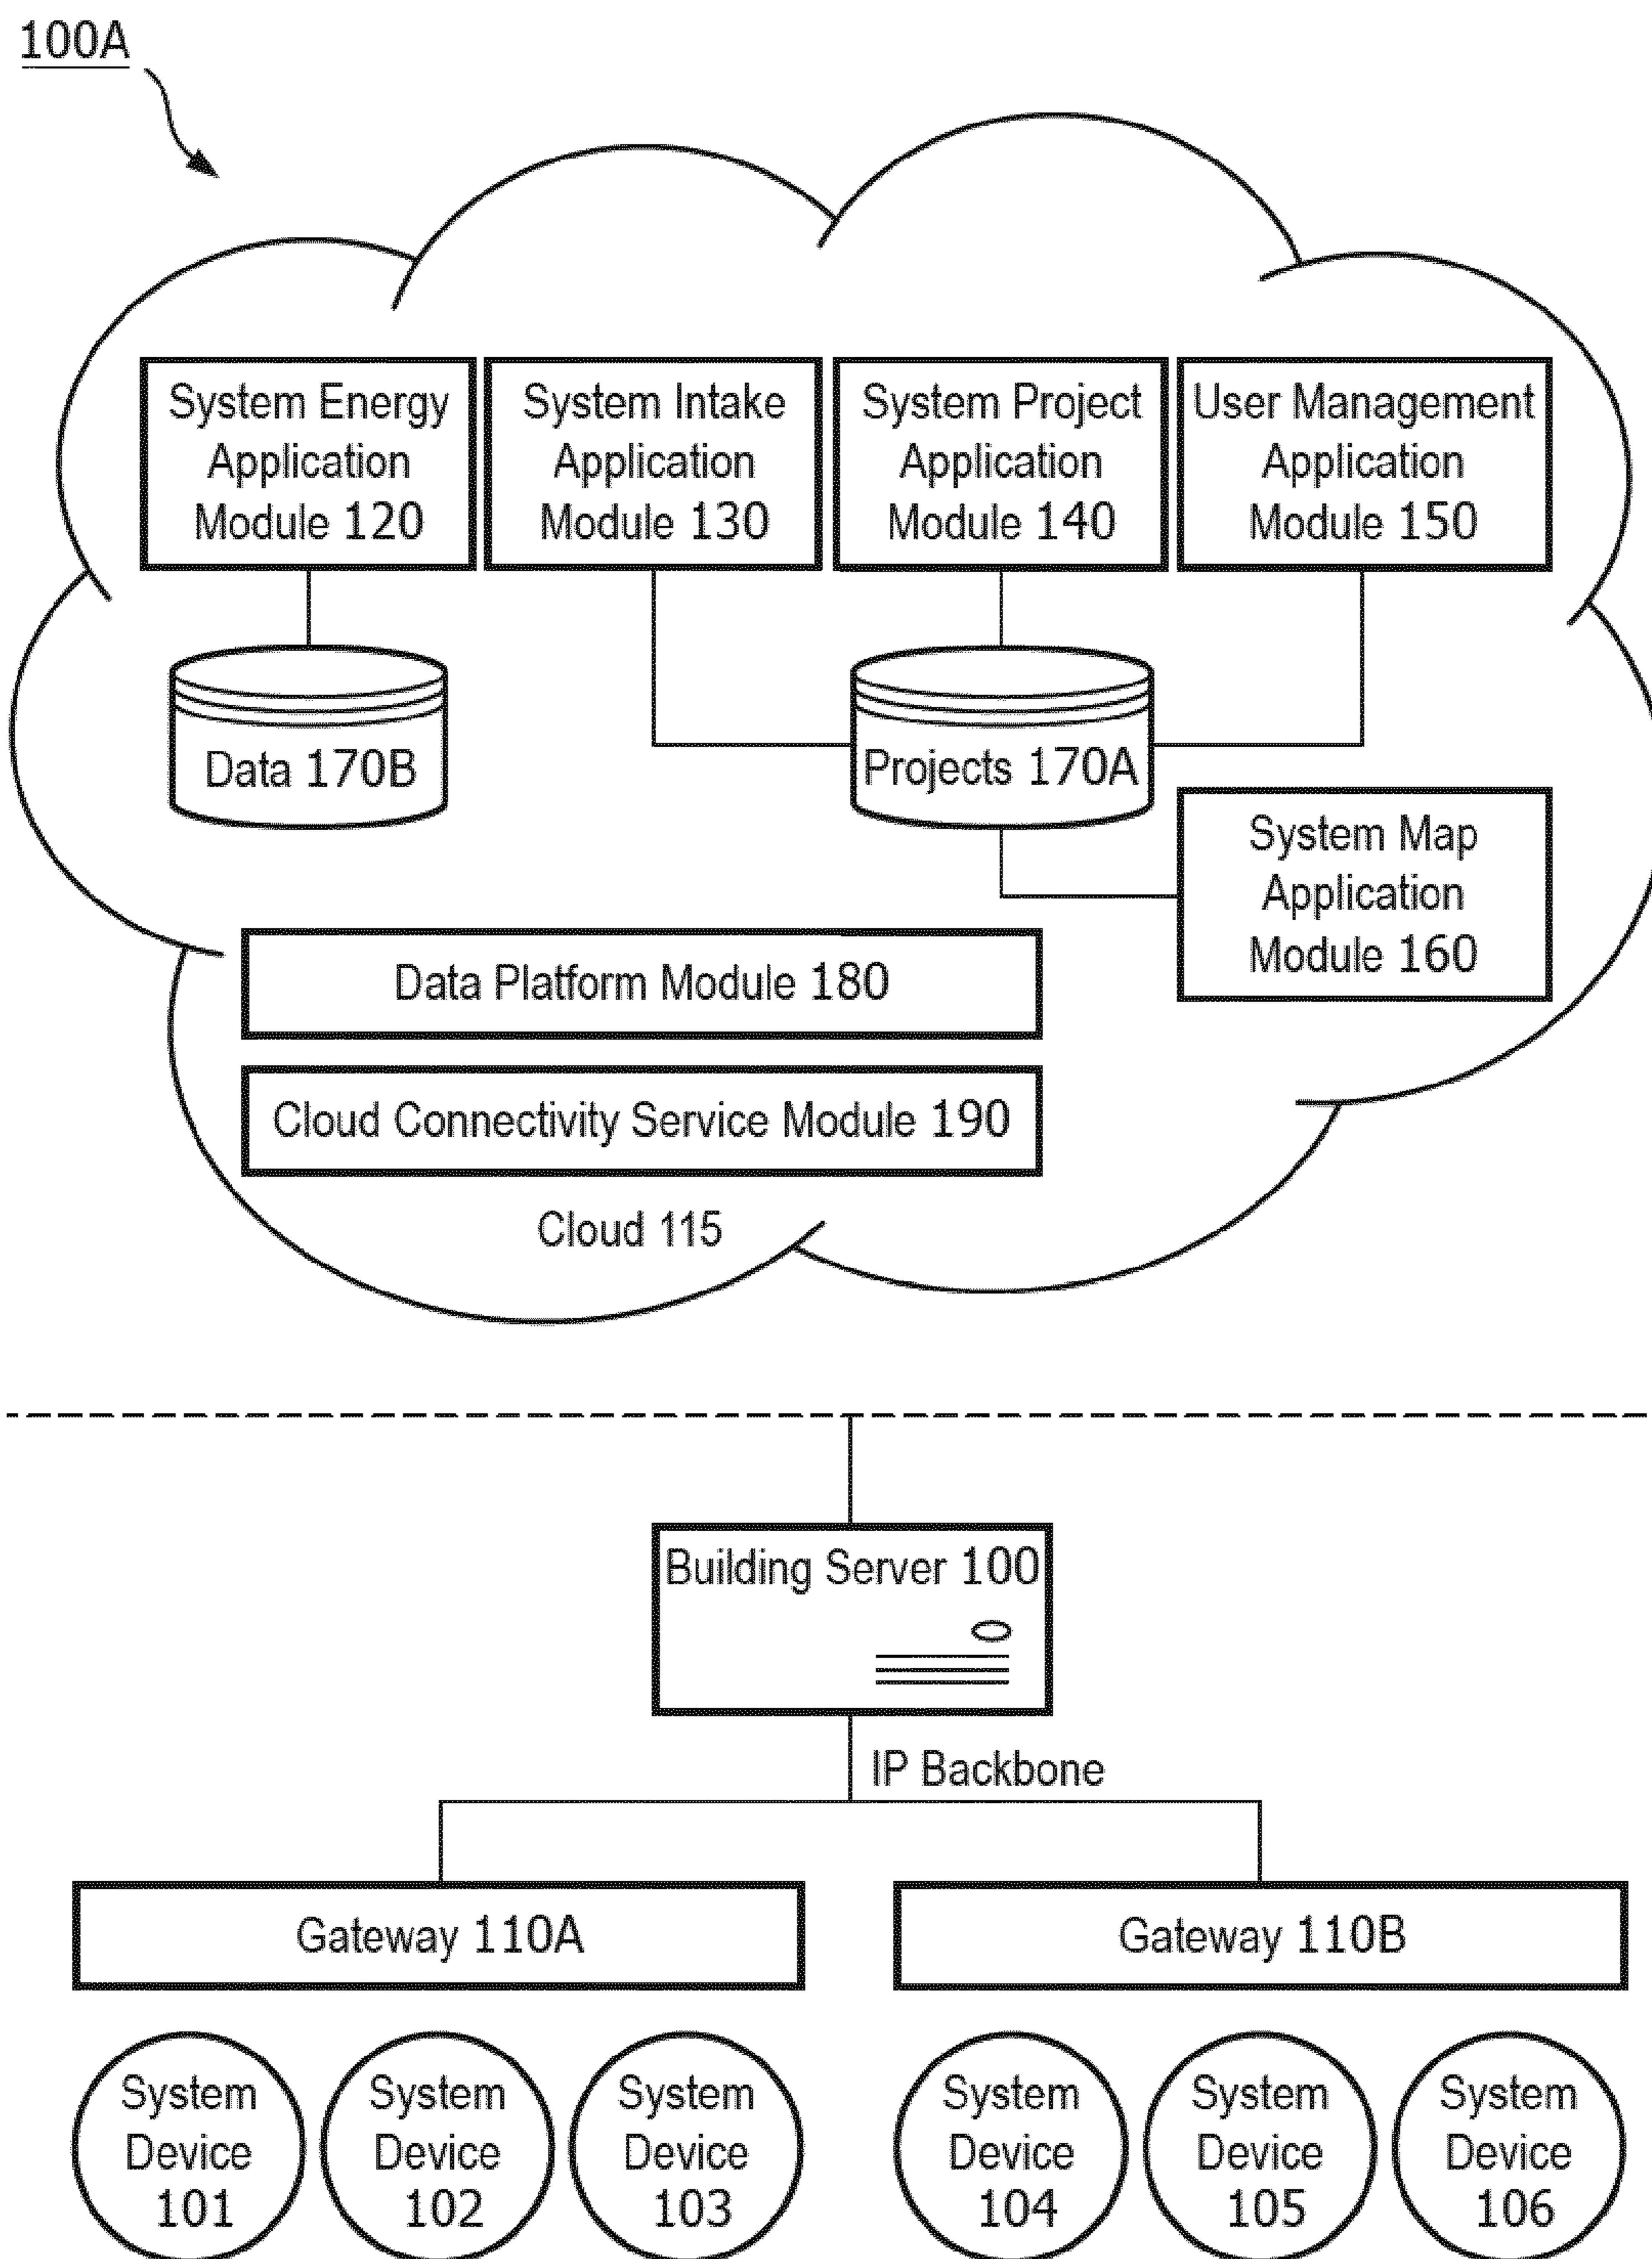 100A
System Energy
Application
Module 120
System Intake
Application
Module 130
System Project
Application
Module 140
User Management
Application
Module 150
Data 170B
Projects 170A
System Map
Application
Module 160
Data Platform Module 180
Cloud Connectivity Service Module 190
Cloud 115
Building Server 100
IP Backbone
Gateway 110A
Gateway 110B
System
Device
101
System
Device
102
System
Device
103
System
Device
104
System
Device
105
System
Device
106